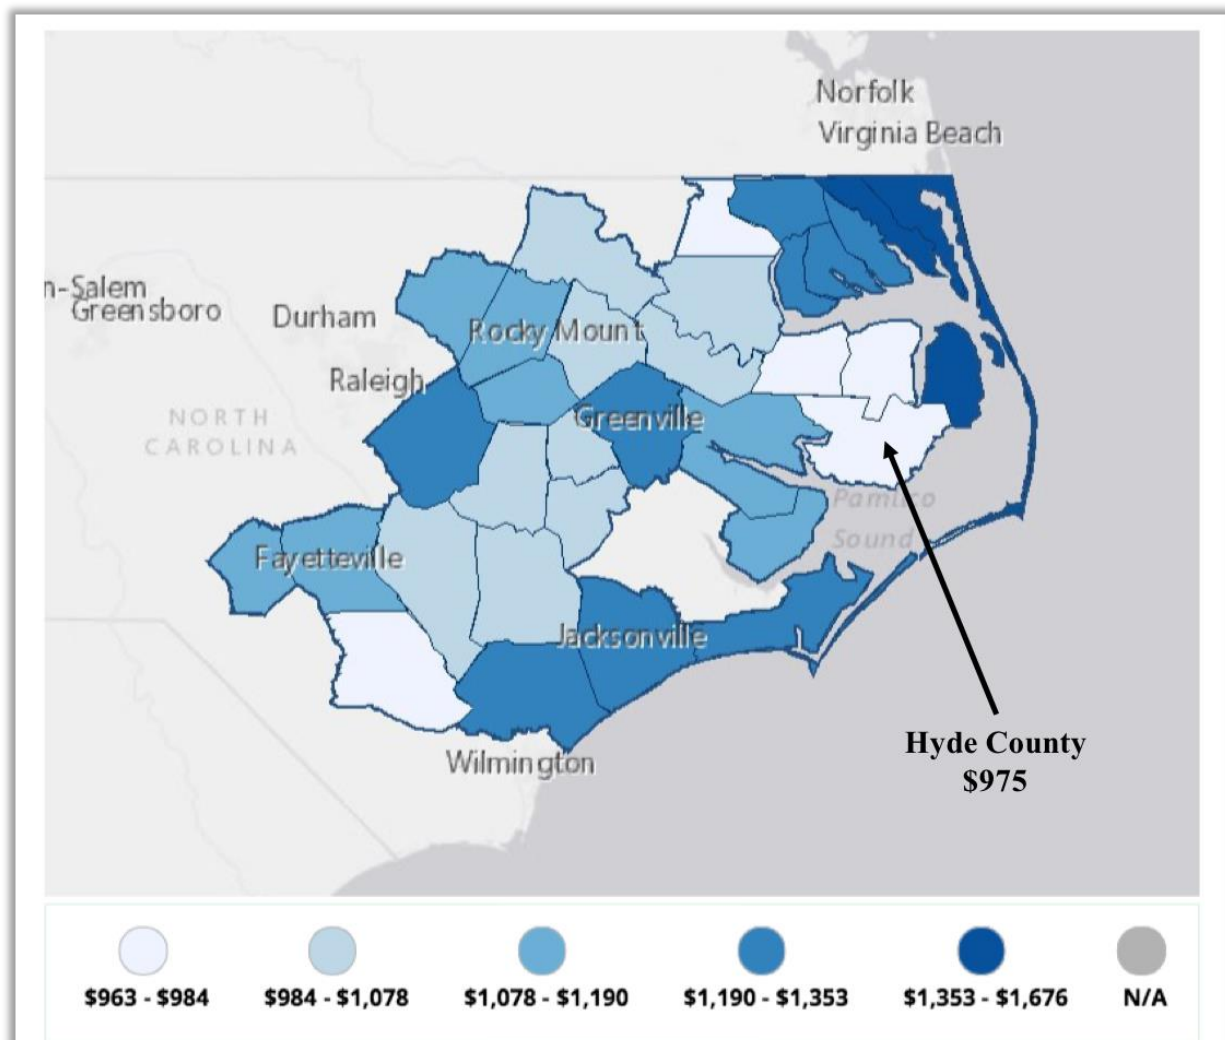 Norfolk
Virginia Beach
n-Salem
Greensboro
Durham
Rocky Mount
Raleigh
NORTH
CAROLINA
Greenville
Pamlico
Sound
Fayetteville
Jacksonville
Hyde County
$975
Wilmington
$963 - $984
$984 - $1,078
$1,078 - $1,190
$1,190 - $1,353
$1,353 - $1,676
N/A